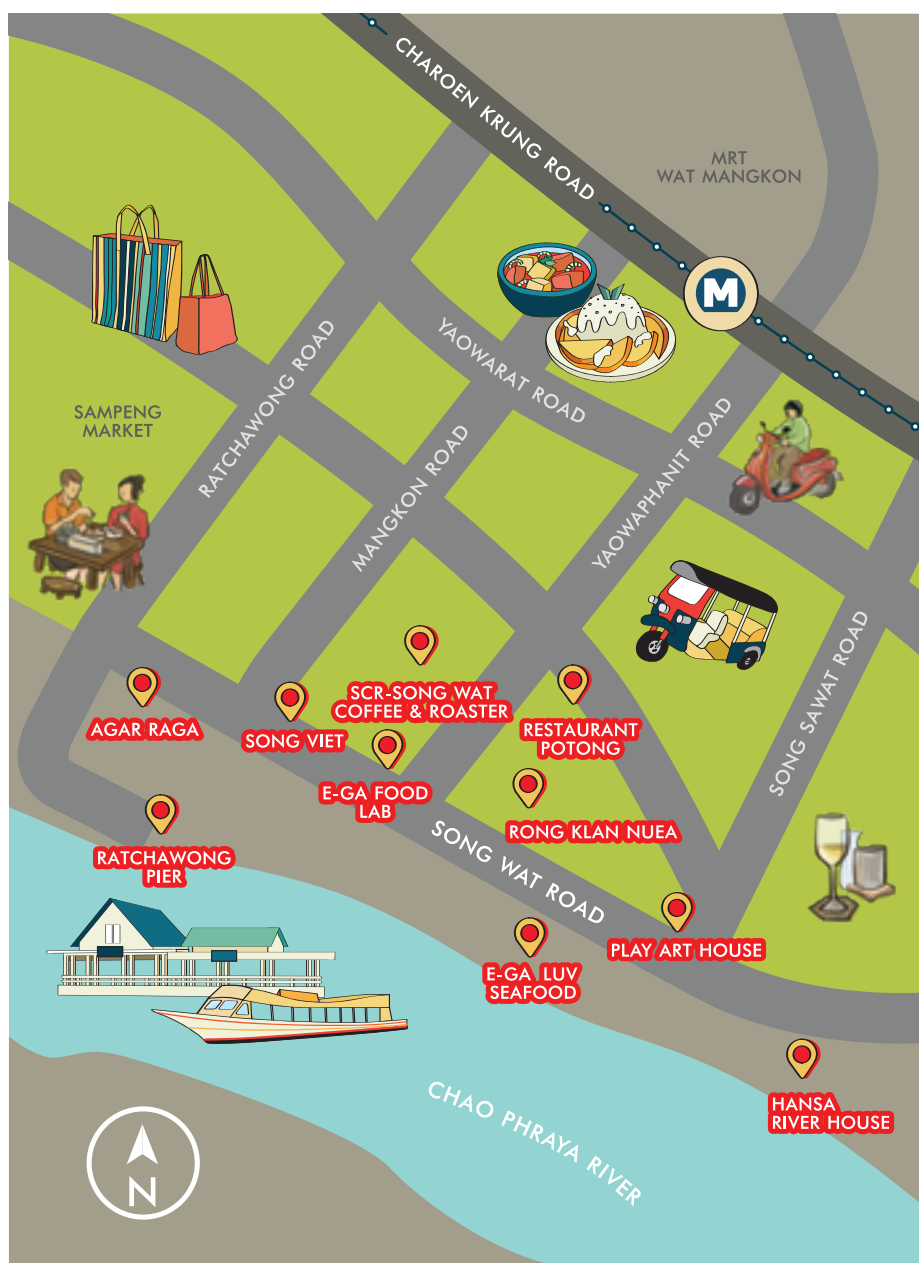 CHAROEN KRUNG ROAD
MRT
WAT MANGKON
M
YAOWARAT ROAD
RATCHAWONG ROAD
SAMPENG
MARKET
MANGKON ROAD
YAOWAPHANIT ROAD
SONG SAWAT ROAD
SCR-SONG WAT
COFFEE & ROASTER
AGAR RAGA
SONG VIET
RESTAURANT
POTONG
E-GA FOOD
LAB
RONG KLAN NUEA
SONG WAT ROAD
RATCHAWONG
PIER
PLAY ART HOUSE
E-GA LUV
SEAFOOD
HANSA
RIVER HOUSE
CHAO PHRAYA RIVER
N